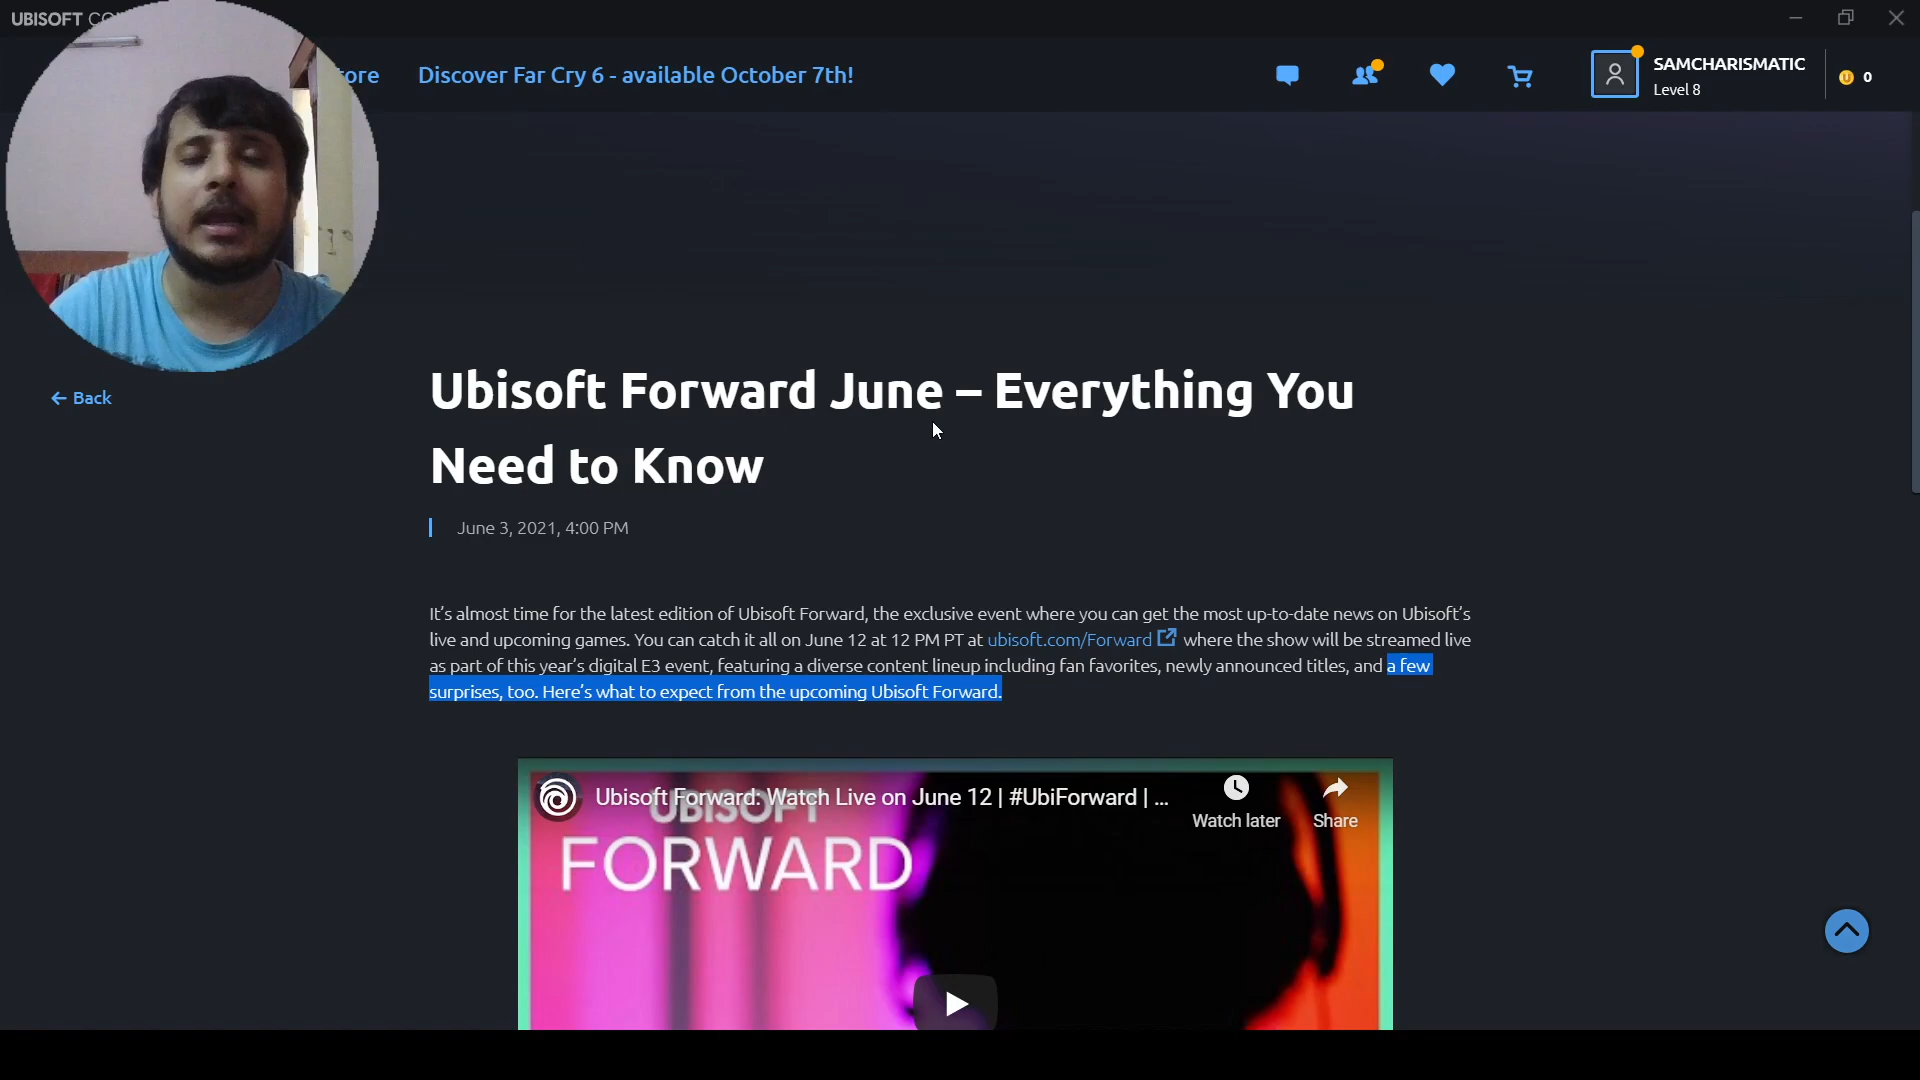 UBISOFT CO
tore
Discover Far Cry 6 - available October 7th!
SAMCHARISMATIC
Level 8
0
Back
Ubisoft Forward June – Everything You
Need to Know
June 3, 2021, 4:00 PM
It's almost time for the latest edition of Ubisoft Forward, the exclusive event where you can get the most up-to-date news on Ubisoft's
live and upcoming games. You can catch it all on June 12 at 12 PM PT at ubisoft.com/Forward where the show will be streamed live
as part of this year's digital E3 event, featuring a diverse content lineup including fan favorites, newly announced titles, and a few
surprises, too. Here's what to expect from the upcoming Ubisoft Forward.
Ubisoft Forward: Watch Live on June 12 | #UbiForward | ...
Watch later
Share
UBISOFT
FORWARD